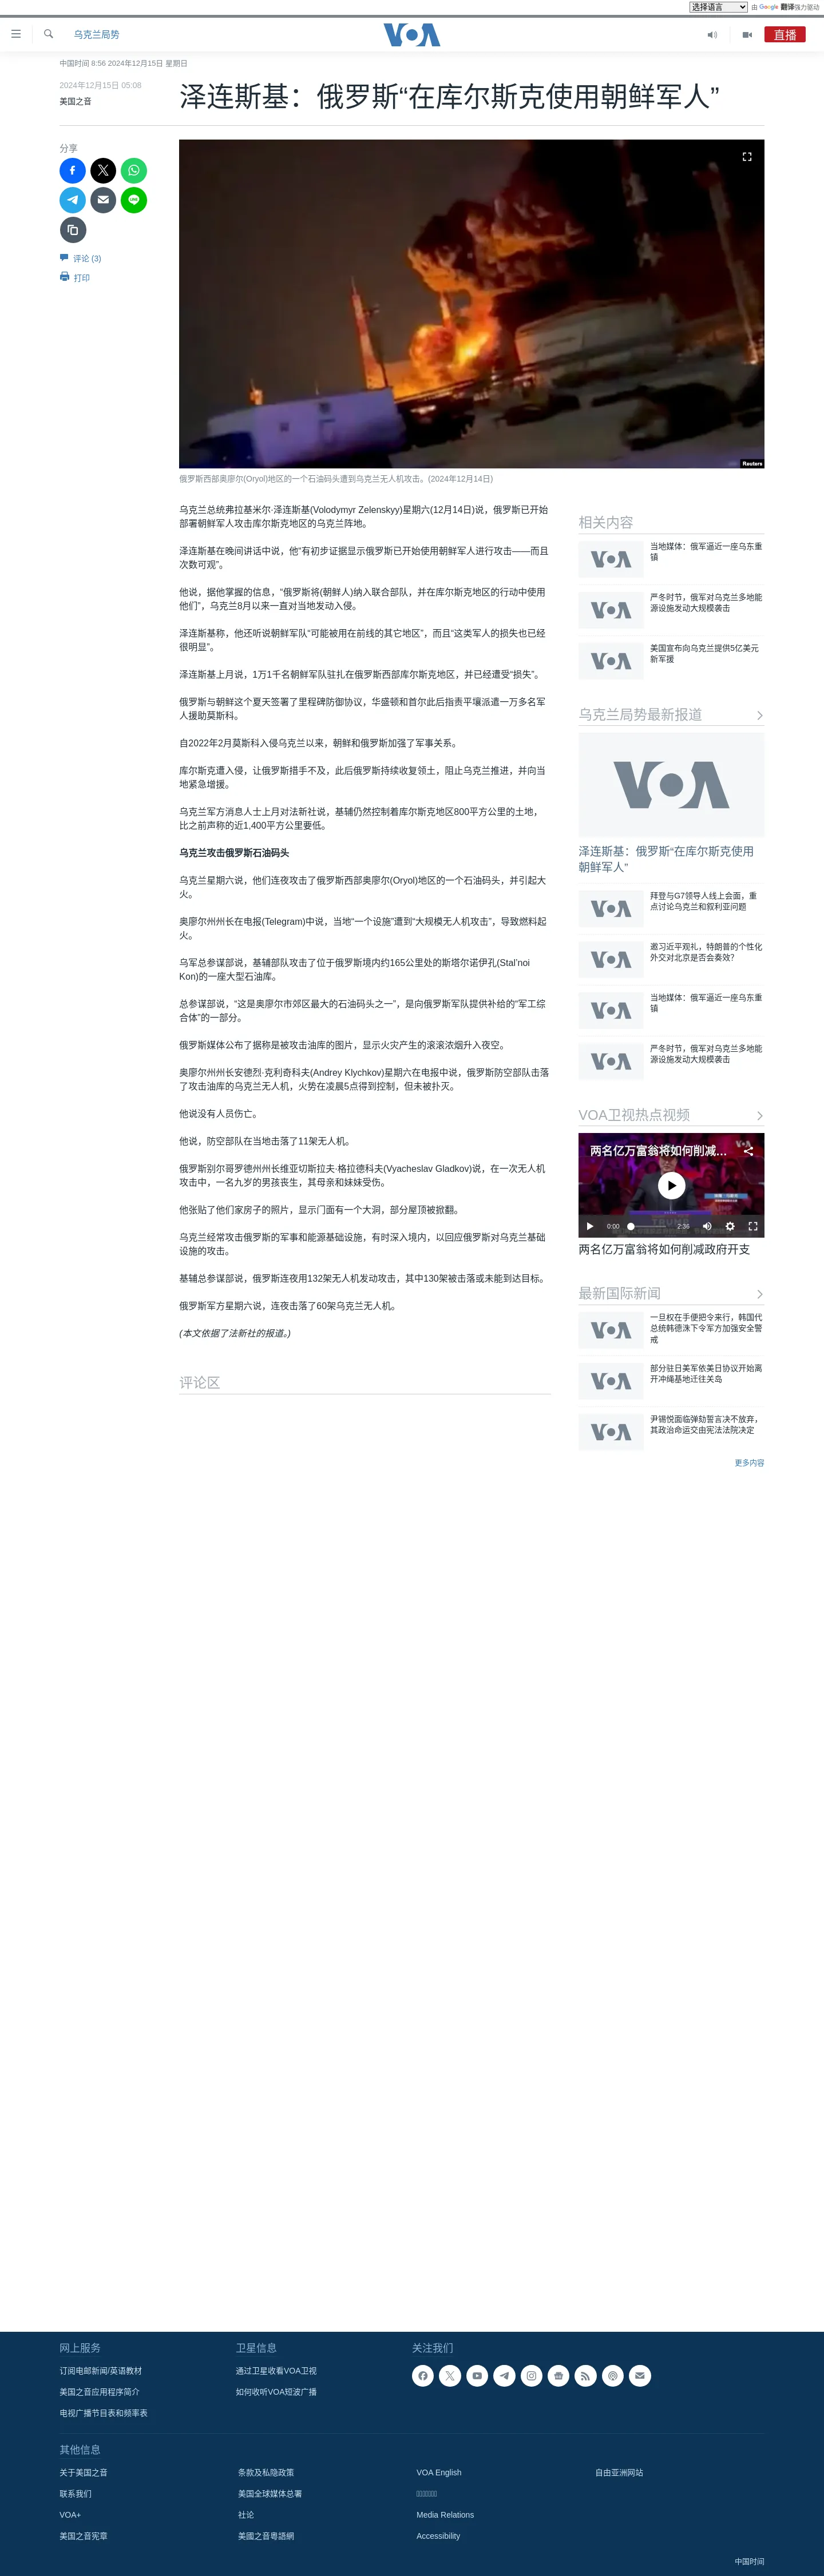 选择语言 由 Google 翻译强力驱动
乌克兰局势
VOA
直播
中国时间 8:56 2024年12月15日 星期日
2024年12月15日 05:08
美国之音
泽连斯基：俄罗斯“在库尔斯克使用朝鲜军人”
分享
评论 (3)
打印
Reuters
俄罗斯西部奥廖尔(Oryol)地区的一个石油码头遭到乌克兰无人机攻击。(2024年12月14日)
乌克兰总统弗拉基米尔·泽连斯基(Volodymyr Zelenskyy)星期六(12月14日)说，俄罗斯已开始
部署朝鲜军人攻击库尔斯克地区的乌克兰阵地。
泽连斯基在晚间讲话中说，他“有初步证据显示俄罗斯已开始使用朝鲜军人进行攻击——而且
次数可观”。
他说，据他掌握的信息，“俄罗斯将(朝鲜人)纳入联合部队，并在库尔斯克地区的行动中使用
他们”，乌克兰8月以来一直对当地发动入侵。
泽连斯基称，他还听说朝鲜军队“可能被用在前线的其它地区”，而且“这类军人的损失也已经
很明显”。
泽连斯基上月说，1万1千名朝鲜军队驻扎在俄罗斯西部库尔斯克地区，并已经遭受“损失”。
俄罗斯与朝鲜这个夏天签署了里程碑防御协议，华盛顿和首尔此后指责平壤派遣一万多名军
人援助莫斯科。
自2022年2月莫斯科入侵乌克兰以来，朝鲜和俄罗斯加强了军事关系。
库尔斯克遭入侵，让俄罗斯措手不及，此后俄罗斯持续收复领土，阻止乌克兰推进，并向当
地紧急增援。
乌克兰军方消息人士上月对法新社说，基辅仍然控制着库尔斯克地区800平方公里的土地，
比之前声称的近1,400平方公里要低。
乌克兰攻击俄罗斯石油码头
乌克兰星期六说，他们连夜攻击了俄罗斯西部奥廖尔(Oryol)地区的一个石油码头，并引起大
火。
奥廖尔州州长在电报(Telegram)中说，当地“一个设施”遭到“大规模无人机攻击”，导致燃料起
火。
乌军总参谋部说，基辅部队攻击了位于俄罗斯境内约165公里处的斯塔尔诺伊孔(Stal'noi
Kon)的一座大型石油库。
总参谋部说，“这是奥廖尔市郊区最大的石油码头之一”，是向俄罗斯军队提供补给的“军工综
合体”的一部分。
俄罗斯媒体公布了据称是被攻击油库的图片，显示火灾产生的滚滚浓烟升入夜空。
奥廖尔州州长安德烈·克利奇科夫(Andrey Klychkov)星期六在电报中说，俄罗斯防空部队击落
了攻击油库的乌克兰无人机，火势在凌晨5点得到控制，但未被扑灭。
他说没有人员伤亡。
他说，防空部队在当地击落了11架无人机。
俄罗斯别尔哥罗德州州长维亚切斯拉夫·格拉德科夫(Vyacheslav Gladkov)说，在一次无人机
攻击中，一名九岁的男孩丧生，其母亲和妹妹受伤。
他张贴了他们家房子的照片，显示门面有一个大洞，部分屋顶被掀翻。
乌克兰经常攻击俄罗斯的军事和能源基础设施，有时深入境内，以回应俄罗斯对乌克兰基础
设施的攻击。
基辅总参谋部说，俄罗斯连夜用132架无人机发动攻击，其中130架被击落或未能到达目标。
俄罗斯军方星期六说，连夜击落了60架乌克兰无人机。
(本文依据了法新社的报道。)
评论区
相关内容
VOA
当地媒体：俄军逼近一座乌东重
镇
VOA
严冬时节，俄军对乌克兰多地能
源设施发动大规模袭击
VOA
美国宣布向乌克兰提供5亿美元
新军援
乌克兰局势最新报道
VOA
泽连斯基：俄罗斯“在库尔斯克使用
朝鲜军人”
VOA
拜登与G7领导人线上会面，重
点讨论乌克兰和叙利亚问题
VOA
邀习近平观礼，特朗普的个性化
外交对北京是否会奏效？
VOA
当地媒体：俄军逼近一座乌东重
镇
VOA
严冬时节，俄军对乌克兰多地能
源设施发动大规模袭击
VOA卫视热点视频
两名亿万富翁将如何削减…
0:00
2:36
两名亿万富翁将如何削减政府开支
最新国际新闻
VOA
一旦权在手便把令来行，韩国代
总统韩德洙下令军方加强安全警
戒
VOA
部分驻日美军依美日协议开始离
开冲绳基地迁往关岛
VOA
尹锡悦面临弹劾誓言决不放弃，
其政治命运交由宪法法院决定
更多内容
网上服务
订阅电邮新闻/英语教材
美国之音应用程序简介
电视广播节目表和频率表
卫星信息
通过卫星收看VOA卫视
如何收听VOA短波广播
关注我们
其他信息
关于美国之音
联系我们
VOA+
美国之音宪章
条款及私隐政策
美国全球媒体总署
社论
美國之音粵語網
VOA English
Media Relations
Accessibility
自由亚洲网站
中国时间